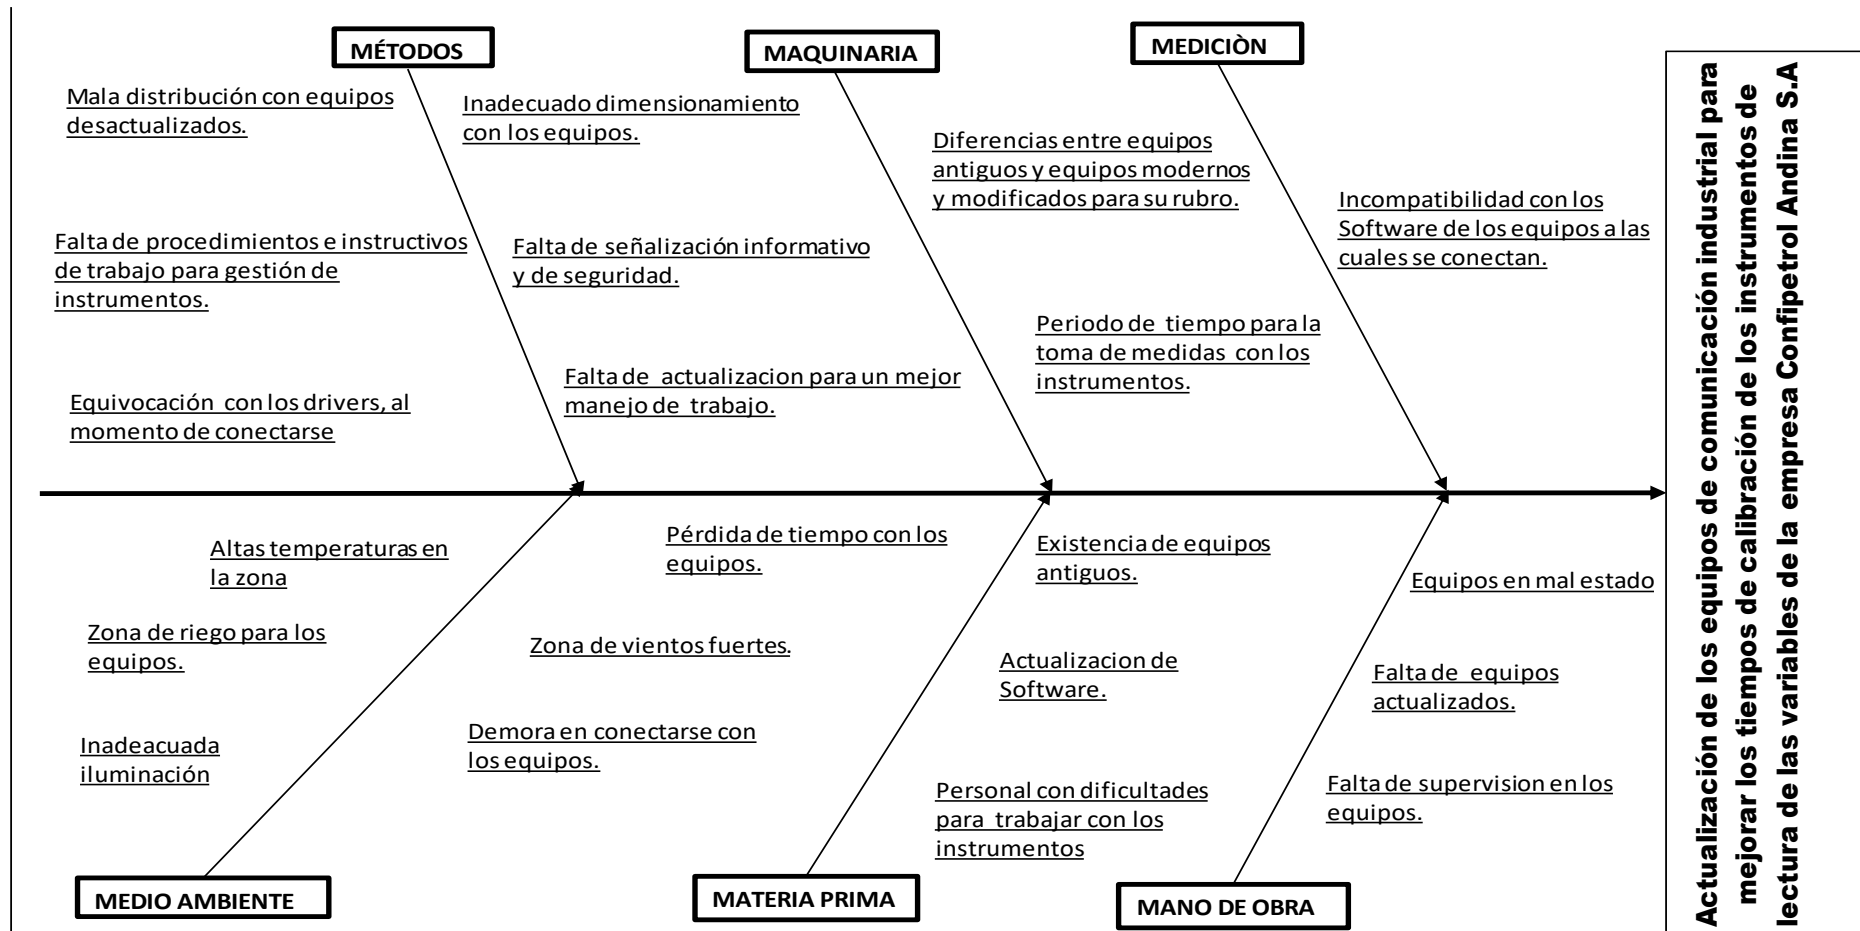 MÉTODOS
MAQUINARIA
MEDICIÒN
Mala distribución con equipos
desactualizados.
Falta de procedimientos e instructivos
de trabajo para gestión de
instrumentos.
Equivocación con los drivers, al
momento de conectarse
Inadecuado dimensionamiento
con los equipos.
Falta de señalización informativo
y de seguridad.
Falta de actualizacion para un mejor
manejo de trabajo.
Diferencias entre equipos
antiguos y equipos modernos
y modificados para su rubro.
Periodo de tiempo para la
toma de medidas con los
instrumentos.
Incompatibilidad con los
Software de los equipos a las
cuales se conectan.
Altas temperaturas en
la zona
Zona de riego para los
equipos.
Inadeacuada
iluminación
Pérdida de tiempo con los
equipos.
Zona de vientos fuertes.
Demora en conectarse con
los equipos.
Existencia de equipos
antiguos.
Actualizacion de
Software.
Personal con dificultades
para trabajar con los
instrumentos
Equipos en mal estado
Falta de equipos
actualizados.
Falta de supervision en los
equipos.
MEDIO AMBIENTE
MATERIA PRIMA
MANO DE OBRA
Actualización de los equipos de comunicación industrial para
mejorar los tiempos de calibración de los instrumentos de
lectura de las variables de la empresa Confipetrol Andina S.A